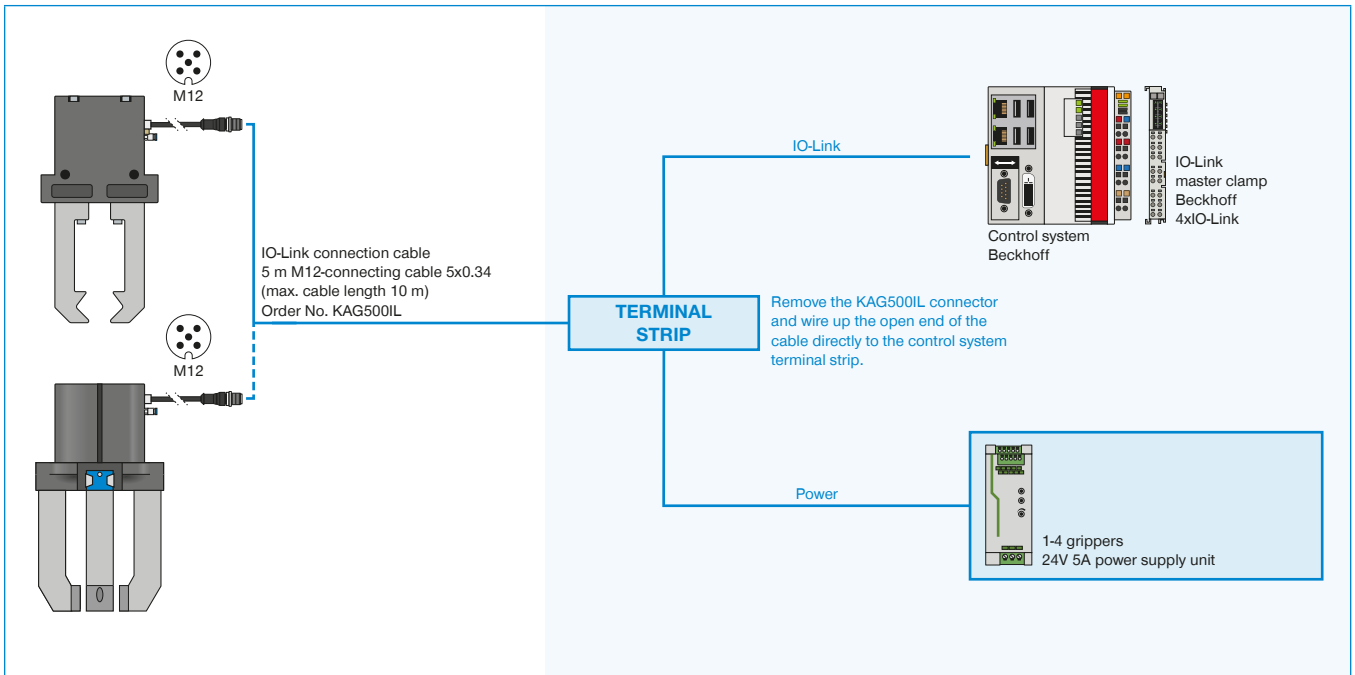 M12
IO-Link connection cable
5 m M12-connecting cable 5x0.34
(max. cable length 10 m)
Order No. KAG500IL
M12
TERMINAL
STRIP
Remove the KAG500IL connector
and wire up the open end of the
cable directly to the control system
terminal strip.
IO-Link
Control system
Beckhoff
IO-Link
master clamp
Beckhoff
4xIO-Link
Power
1-4 grippers
24V 5A power supply unit